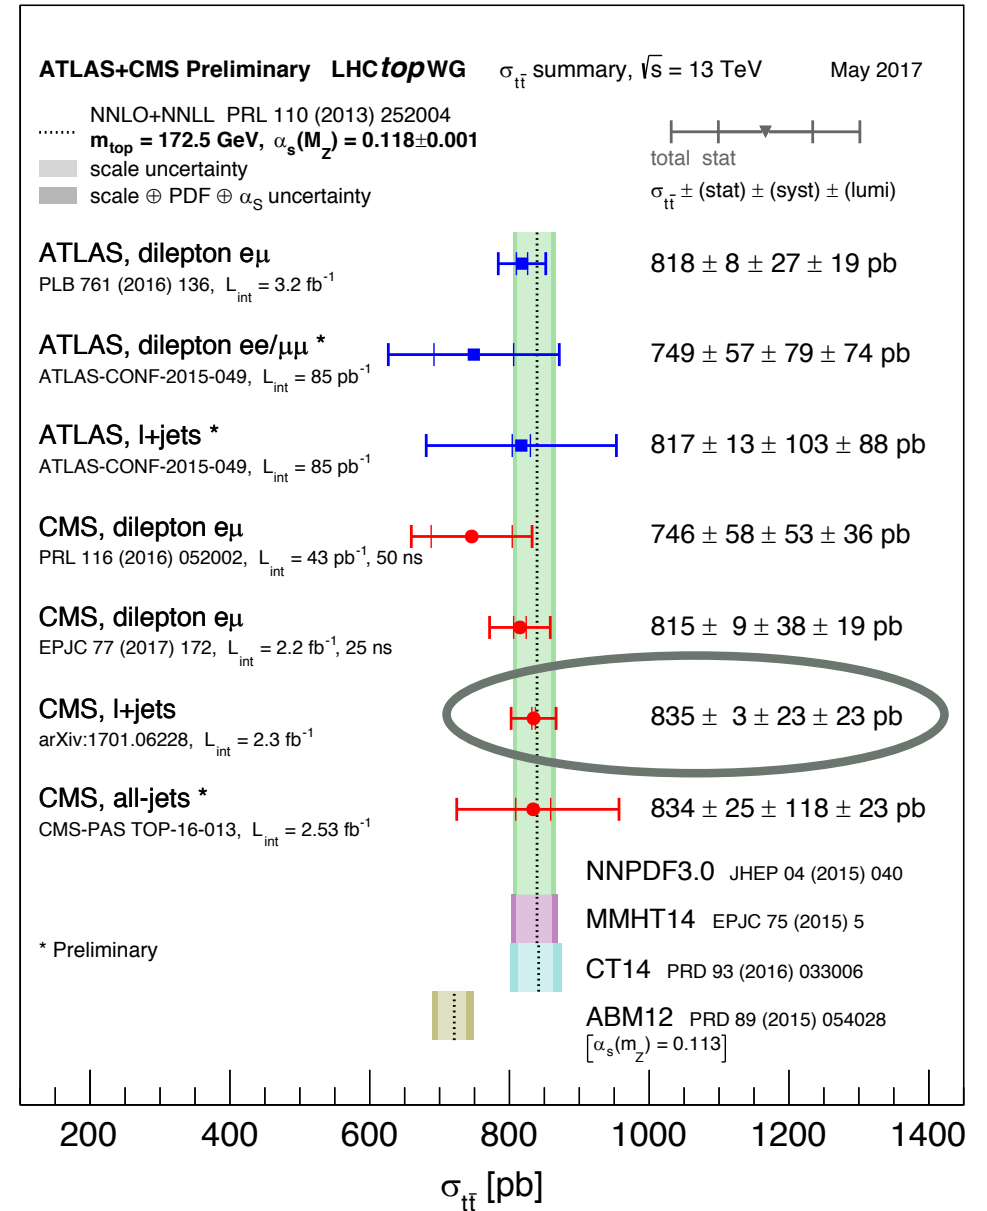 ATLAS+CMS Preliminary LHCtopWG σtt̄ summary, √s = 13 TeV May 2017
NNLO+NNLL PRL 110 (2013) 252004
mtop = 172.5 GeV, αs(MZ) = 0.118±0.001
scale uncertainty
scale ⊕ PDF ⊕ αS uncertainty
total stat
σtt̄ ± (stat) ± (syst) ± (lumi)
ATLAS, dilepton eμ 818 ± 8 ± 27 ± 19 pb
PLB 761 (2016) 136, Lint = 3.2 fb-1
ATLAS, dilepton ee/μμ * 749 ± 57 ± 79 ± 74 pb
ATLAS-CONF-2015-049, Lint = 85 pb-1
ATLAS, l+jets * 817 ± 13 ± 103 ± 88 pb
ATLAS-CONF-2015-049, Lint = 85 pb-1
CMS, dilepton eμ 746 ± 58 ± 53 ± 36 pb
PRL 116 (2016) 052002, Lint = 43 pb-1, 50 ns
CMS, dilepton eμ 815 ± 9 ± 38 ± 19 pb
EPJC 77 (2017) 172, Lint = 2.2 fb-1, 25 ns
CMS, l+jets 835 ± 3 ± 23 ± 23 pb
arXiv:1701.06228, Lint = 2.3 fb-1
CMS, all-jets * 834 ± 25 ± 118 ± 23 pb
CMS-PAS TOP-16-013, Lint = 2.53 fb-1
NNPDF3.0 JHEP 04 (2015) 040
MMHT14 EPJC 75 (2015) 5
* Preliminary
CT14 PRD 93 (2016) 033006
ABM12 PRD 89 (2015) 054028
[αs(mZ) = 0.113]
200 400 600 800 1000 1200 1400
σtt̄ [pb]